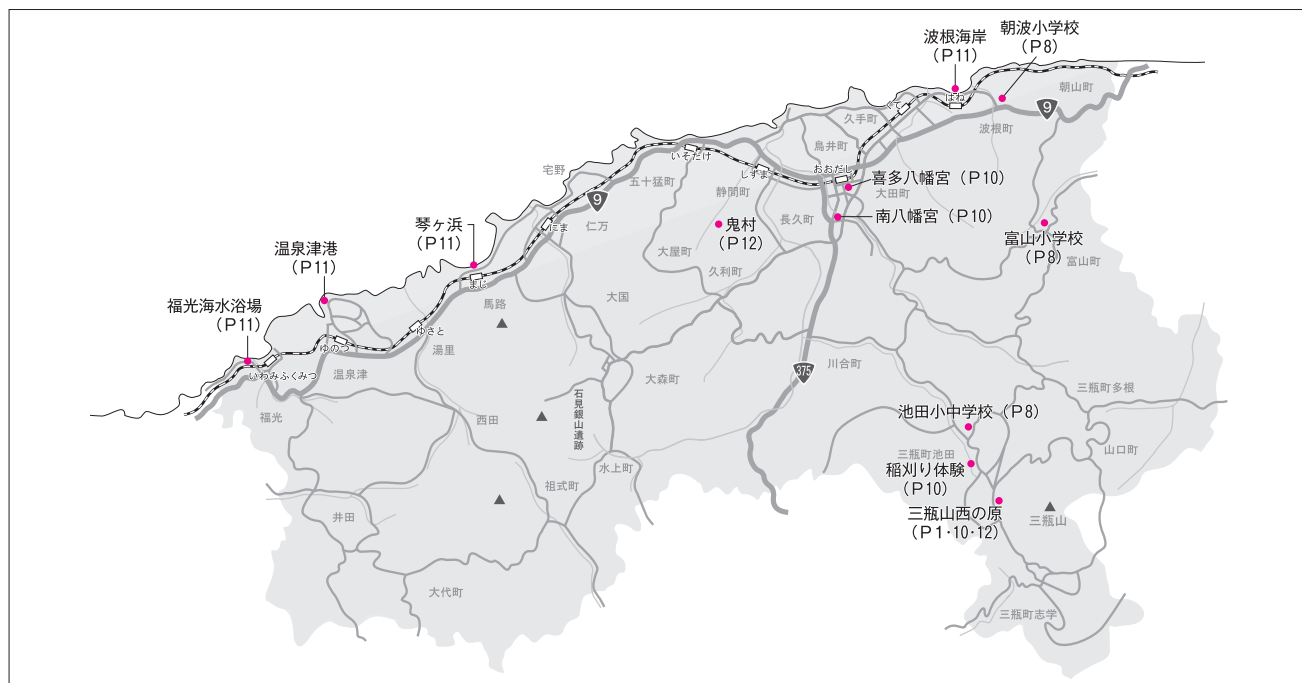 朝波小学校
（P8）
波根海岸
（P11）
はね
朝山町
9
くて
久手町
波根町
鳥井町
宅野
いそだけ
しずま
おおだし
喜多八幡宮（P10）
五十猛町
静間町
大田町
9
長久町
南八幡宮（P10）
琴ヶ浜
（P11）
にま
仁万
鬼村
（P12）
富山小学校
（P8）
富山町
温泉津港
（P11）
大屋町
久利町
まじ
馬路
大国
福光海水浴場
（P11）
ゆさと
湯里
ゆのつ
温泉津
いわみふくみつ
福光
川合町
375
大森町
三瓶町多根
石見銀山遺跡
西田
池田小中学校（P8）
三瓶町池田
山口町
稲刈り体験
（P10）
水上町
祖式町
三瓶山西の原
（P1・10・12）
三瓶山
井田
大代町
三瓶町志学